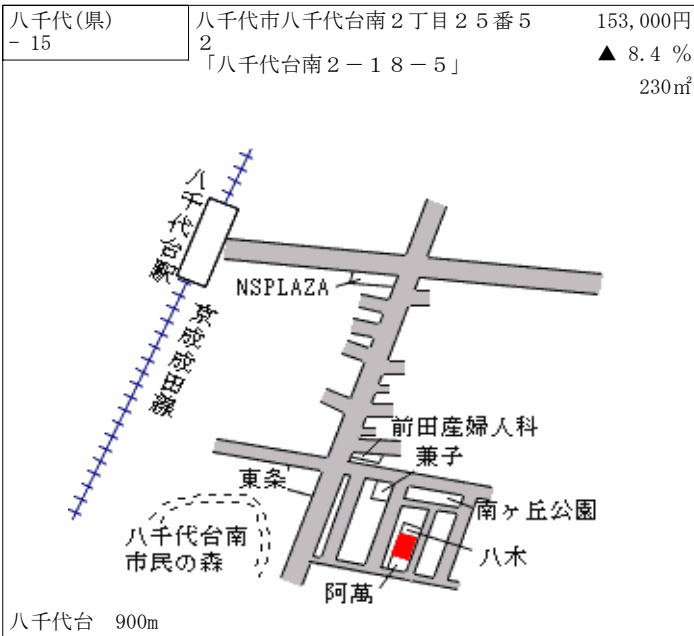 八千代(県)
－ 15
八千代市八千代台南２丁目２５番５
２
「八千代台南２－１８－５」
153,000円
▲ 8.4 %
230㎡
八千代台駅
NSPLAZA
京成成田線
前田産婦人科
兼子
東条
南ヶ丘公園
八千代台南
市民の森
八木
阿萬
八千代台　900m